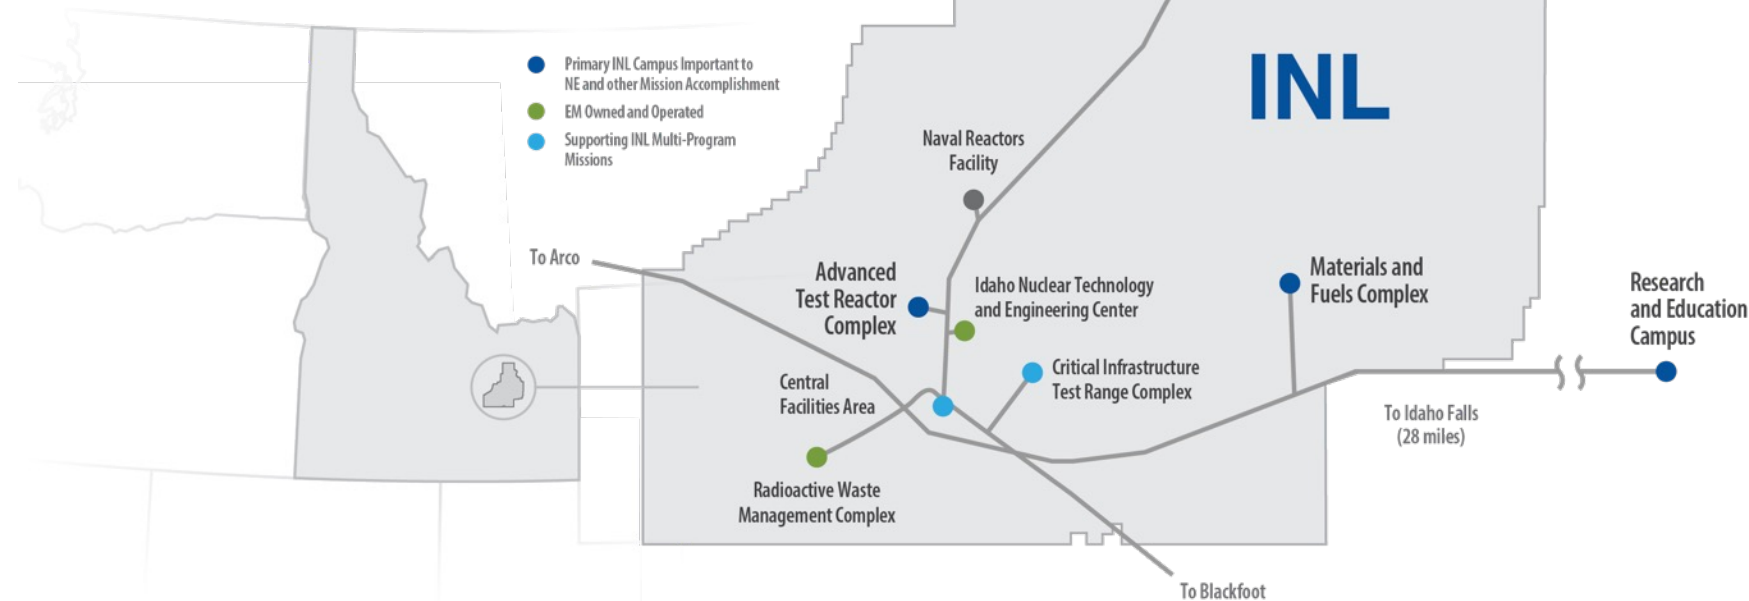 Primary INL Campus Important to
NE and other Mission Accomplishment
EM Owned and Operated
Supporting INL Multi-Program
Missions
INL
Naval Reactors
Facility
To Arco
Advanced
Test Reactor
Complex
Idaho Nuclear Technology
and Engineering Center
Materials and
Fuels Complex
Research
and Education
Campus
Central
Facilities Area
Critical Infrastructure
Test Range Complex
To Idaho Falls
(28 miles)
Radioactive Waste
Management Complex
To Blackfoot